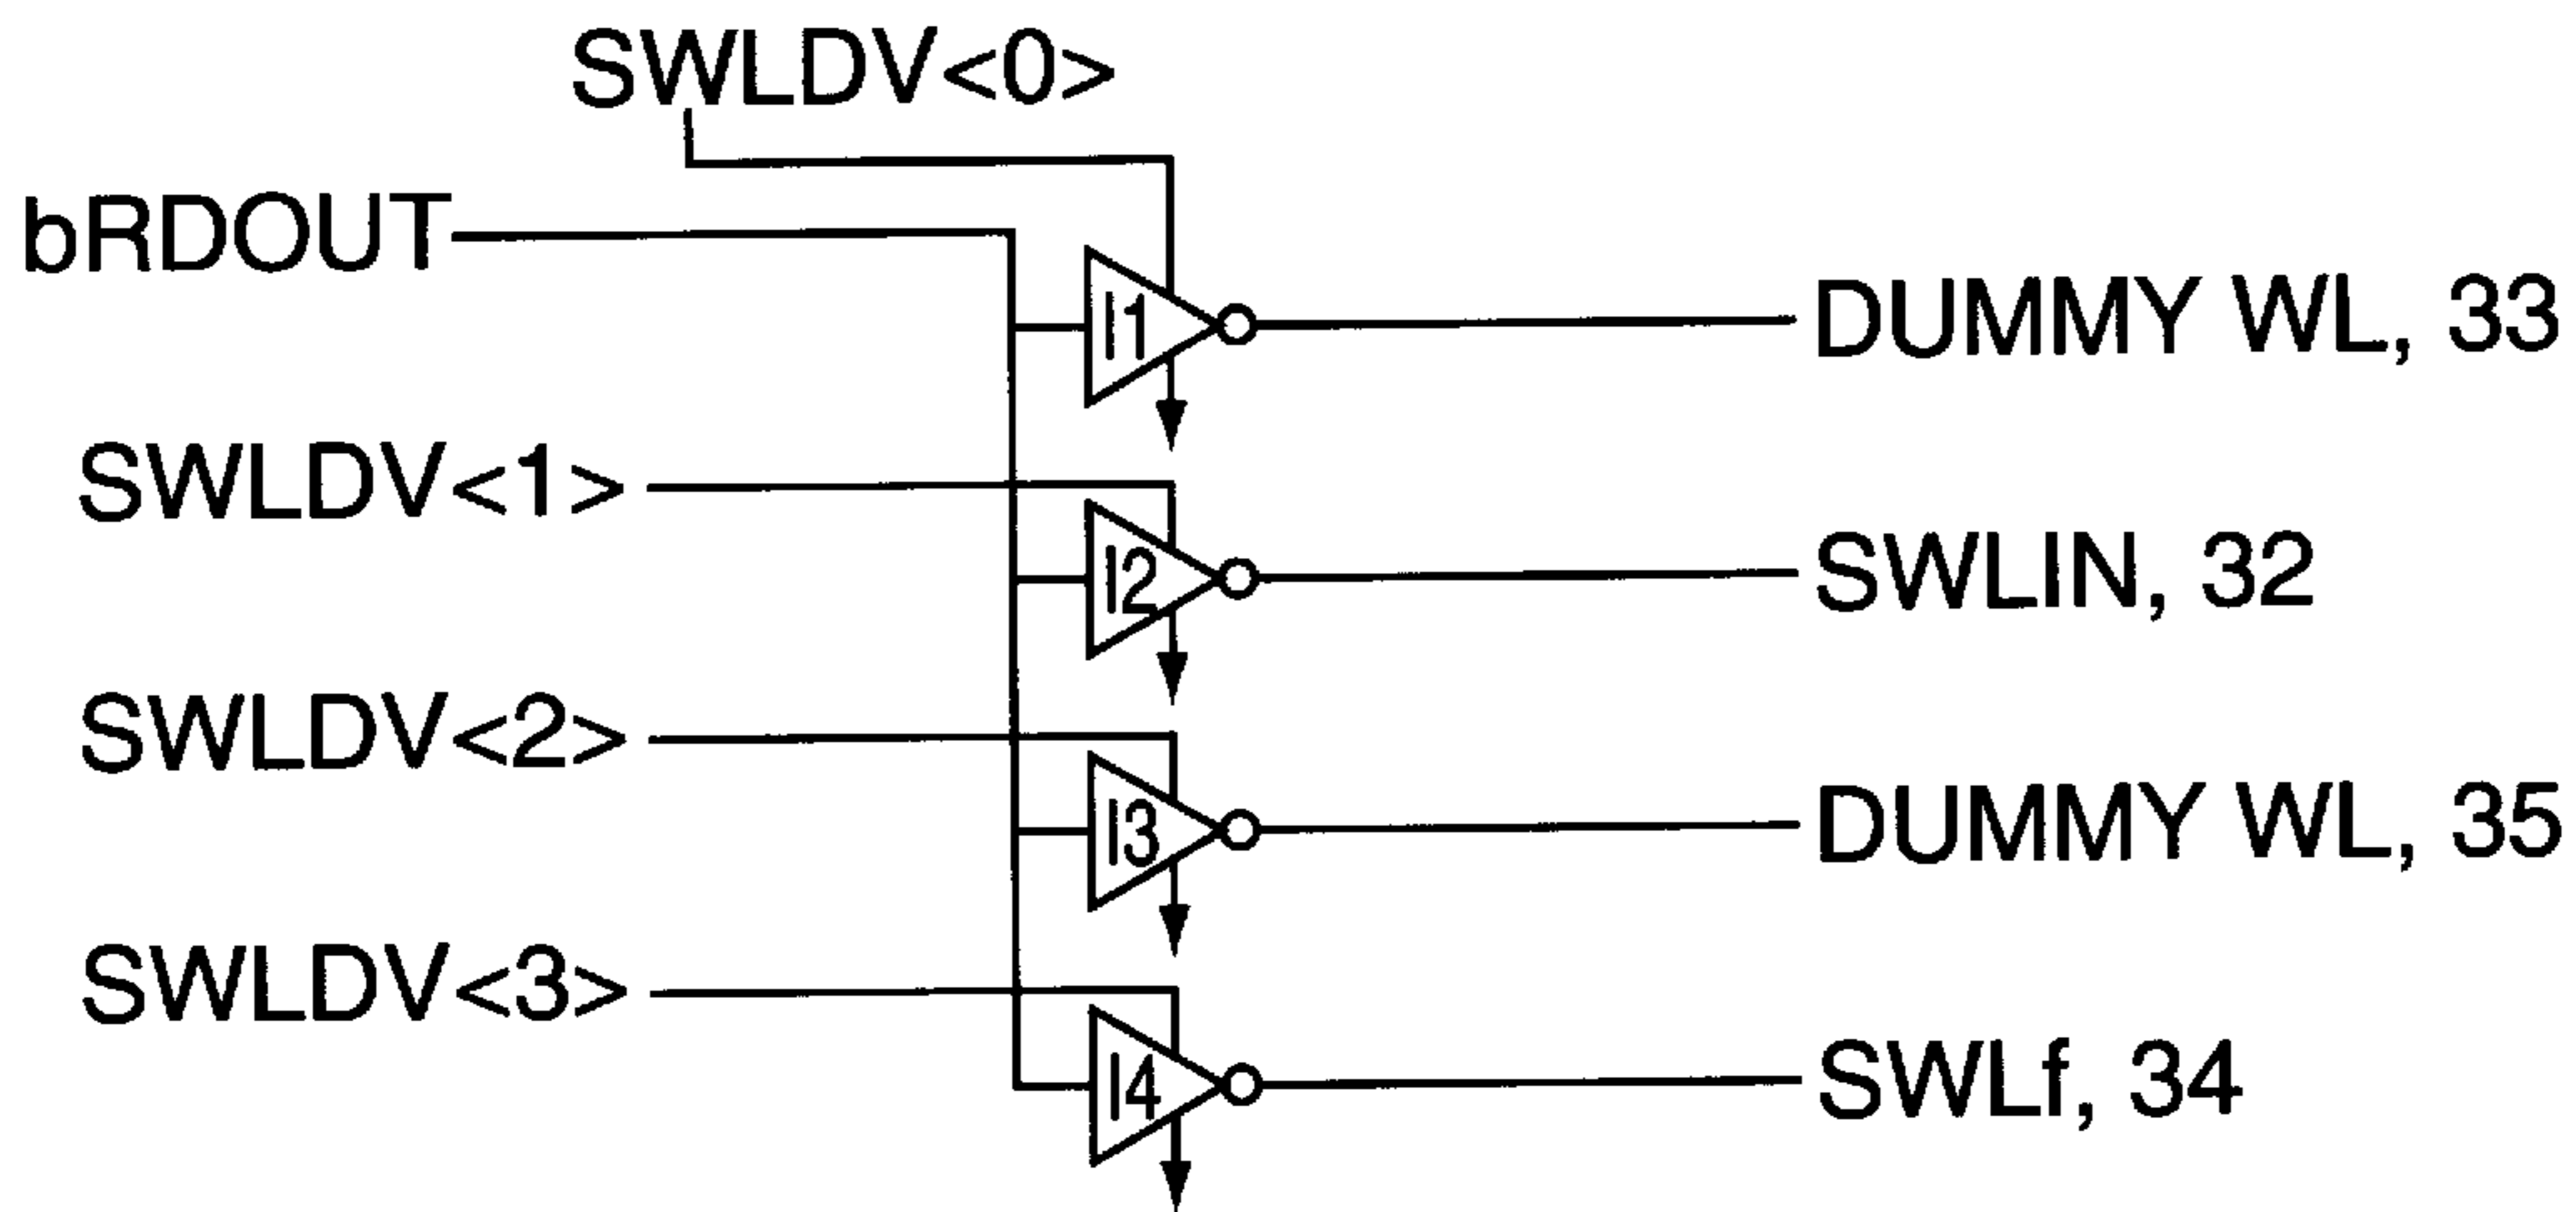 SWLDV<0>
bRDOUT
I1
DUMMY WL, 33
SWLDV<1>
I2
SWLIN, 32
SWLDV<2>
I3
DUMMY WL, 35
SWLDV<3>
I4
SWLf, 34